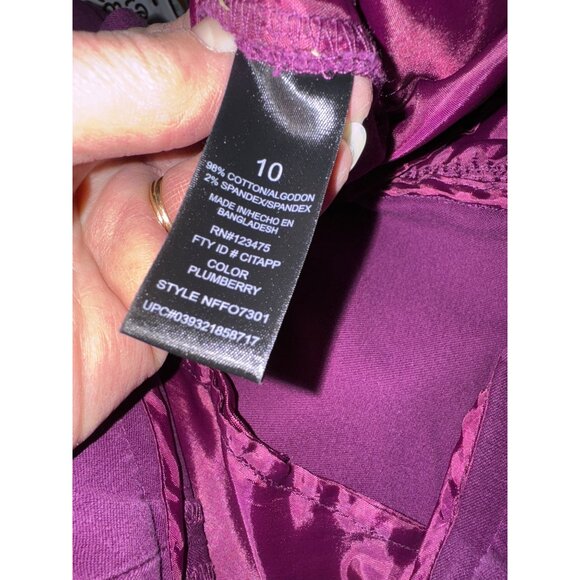 10
98% COTTON/ALGODON
2% SPANDEX/SPANDEX
MADE IN/HECHO EN
BANGLADESH.
RN#123475
FTY ID # CITAPP
COLOR
PLUMBERRY
STYLE NFFO7301
UPC#039321858717